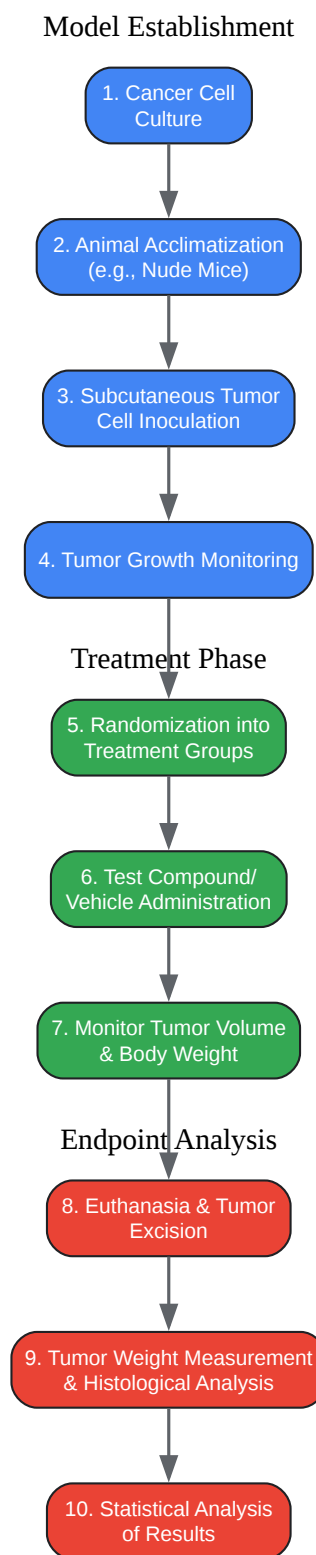 Model Establishment
1. Cancer Cell
Culture
2. Animal Acclimatization
(e.g., Nude Mice)
3. Subcutaneous Tumor
Cell Inoculation
4. Tumor Growth Monitoring
Treatment Phase
5. Randomization into
Treatment Groups
6. Test Compound/
Vehicle Administration
7. Monitor Tumor Volume
& Body Weight
Endpoint Analysis
8. Euthanasia & Tumor
Excision
9. Tumor Weight Measurement
& Histological Analysis
10. Statistical Analysis
of Results